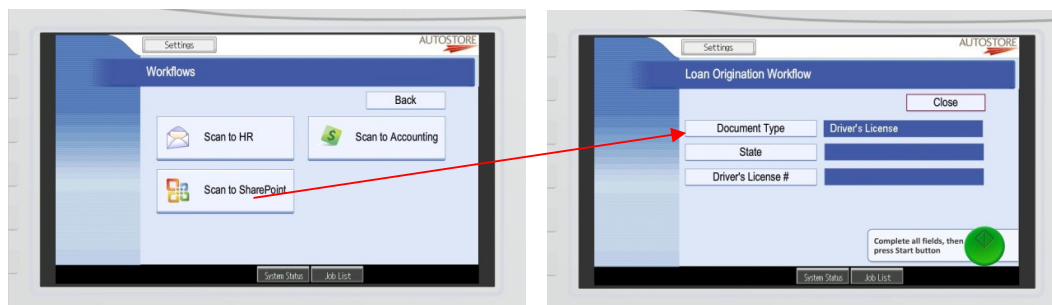 Settings
AUTOSTORE
Workflows
Back
Scan to HR
Scan to Accounting
Scan to SharePoint
System Status Job List
Settings
AUTOSTORE
Loan Origination Workflow
Close
Document Type Driver's License
State
Driver's License #
Complete all fields, then
press Start button
System Status Job List